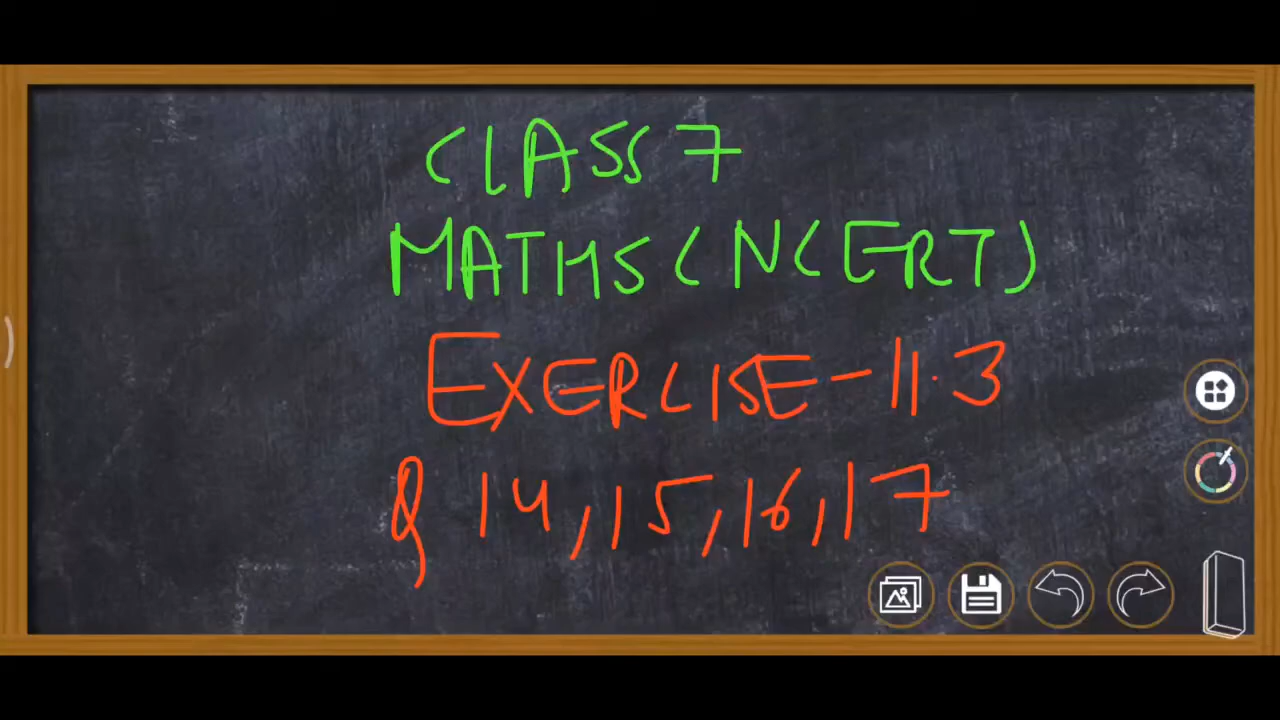 CLASS 7
MATHS (NCERT)
EXERCISE - 11.3
Q 14, 15, 16, 17